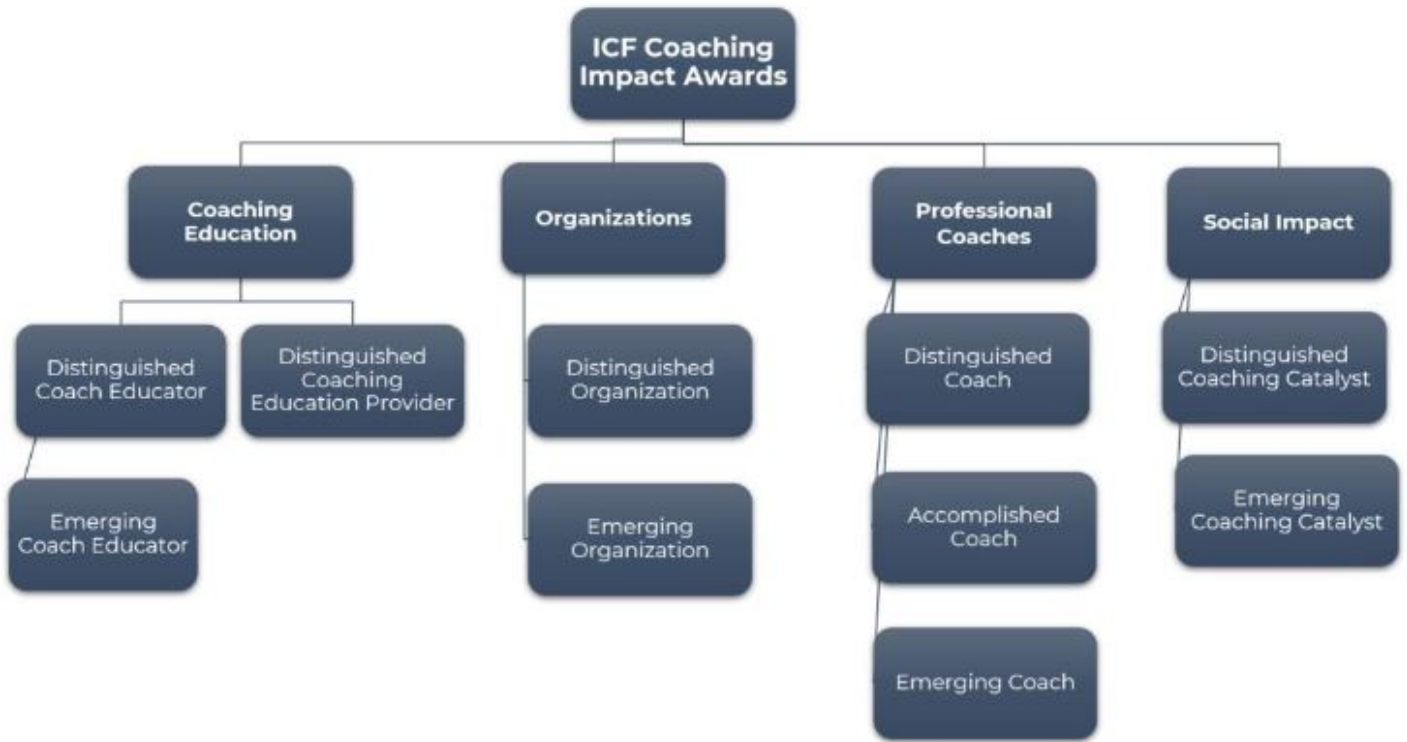 ICF Coaching
Impact Awards
Coaching
Education
Organizations
Professional
Coaches
Social Impact
Distinguished
Coach Educator
Distinguished
Coaching
Education Provider
Distinguished
Organization
Distinguished
Coach
Distinguished
Coaching Catalyst
Emerging
Coach Educator
Emerging
Organization
Accomplished
Coach
Emerging
Coaching Catalyst
Emerging Coach